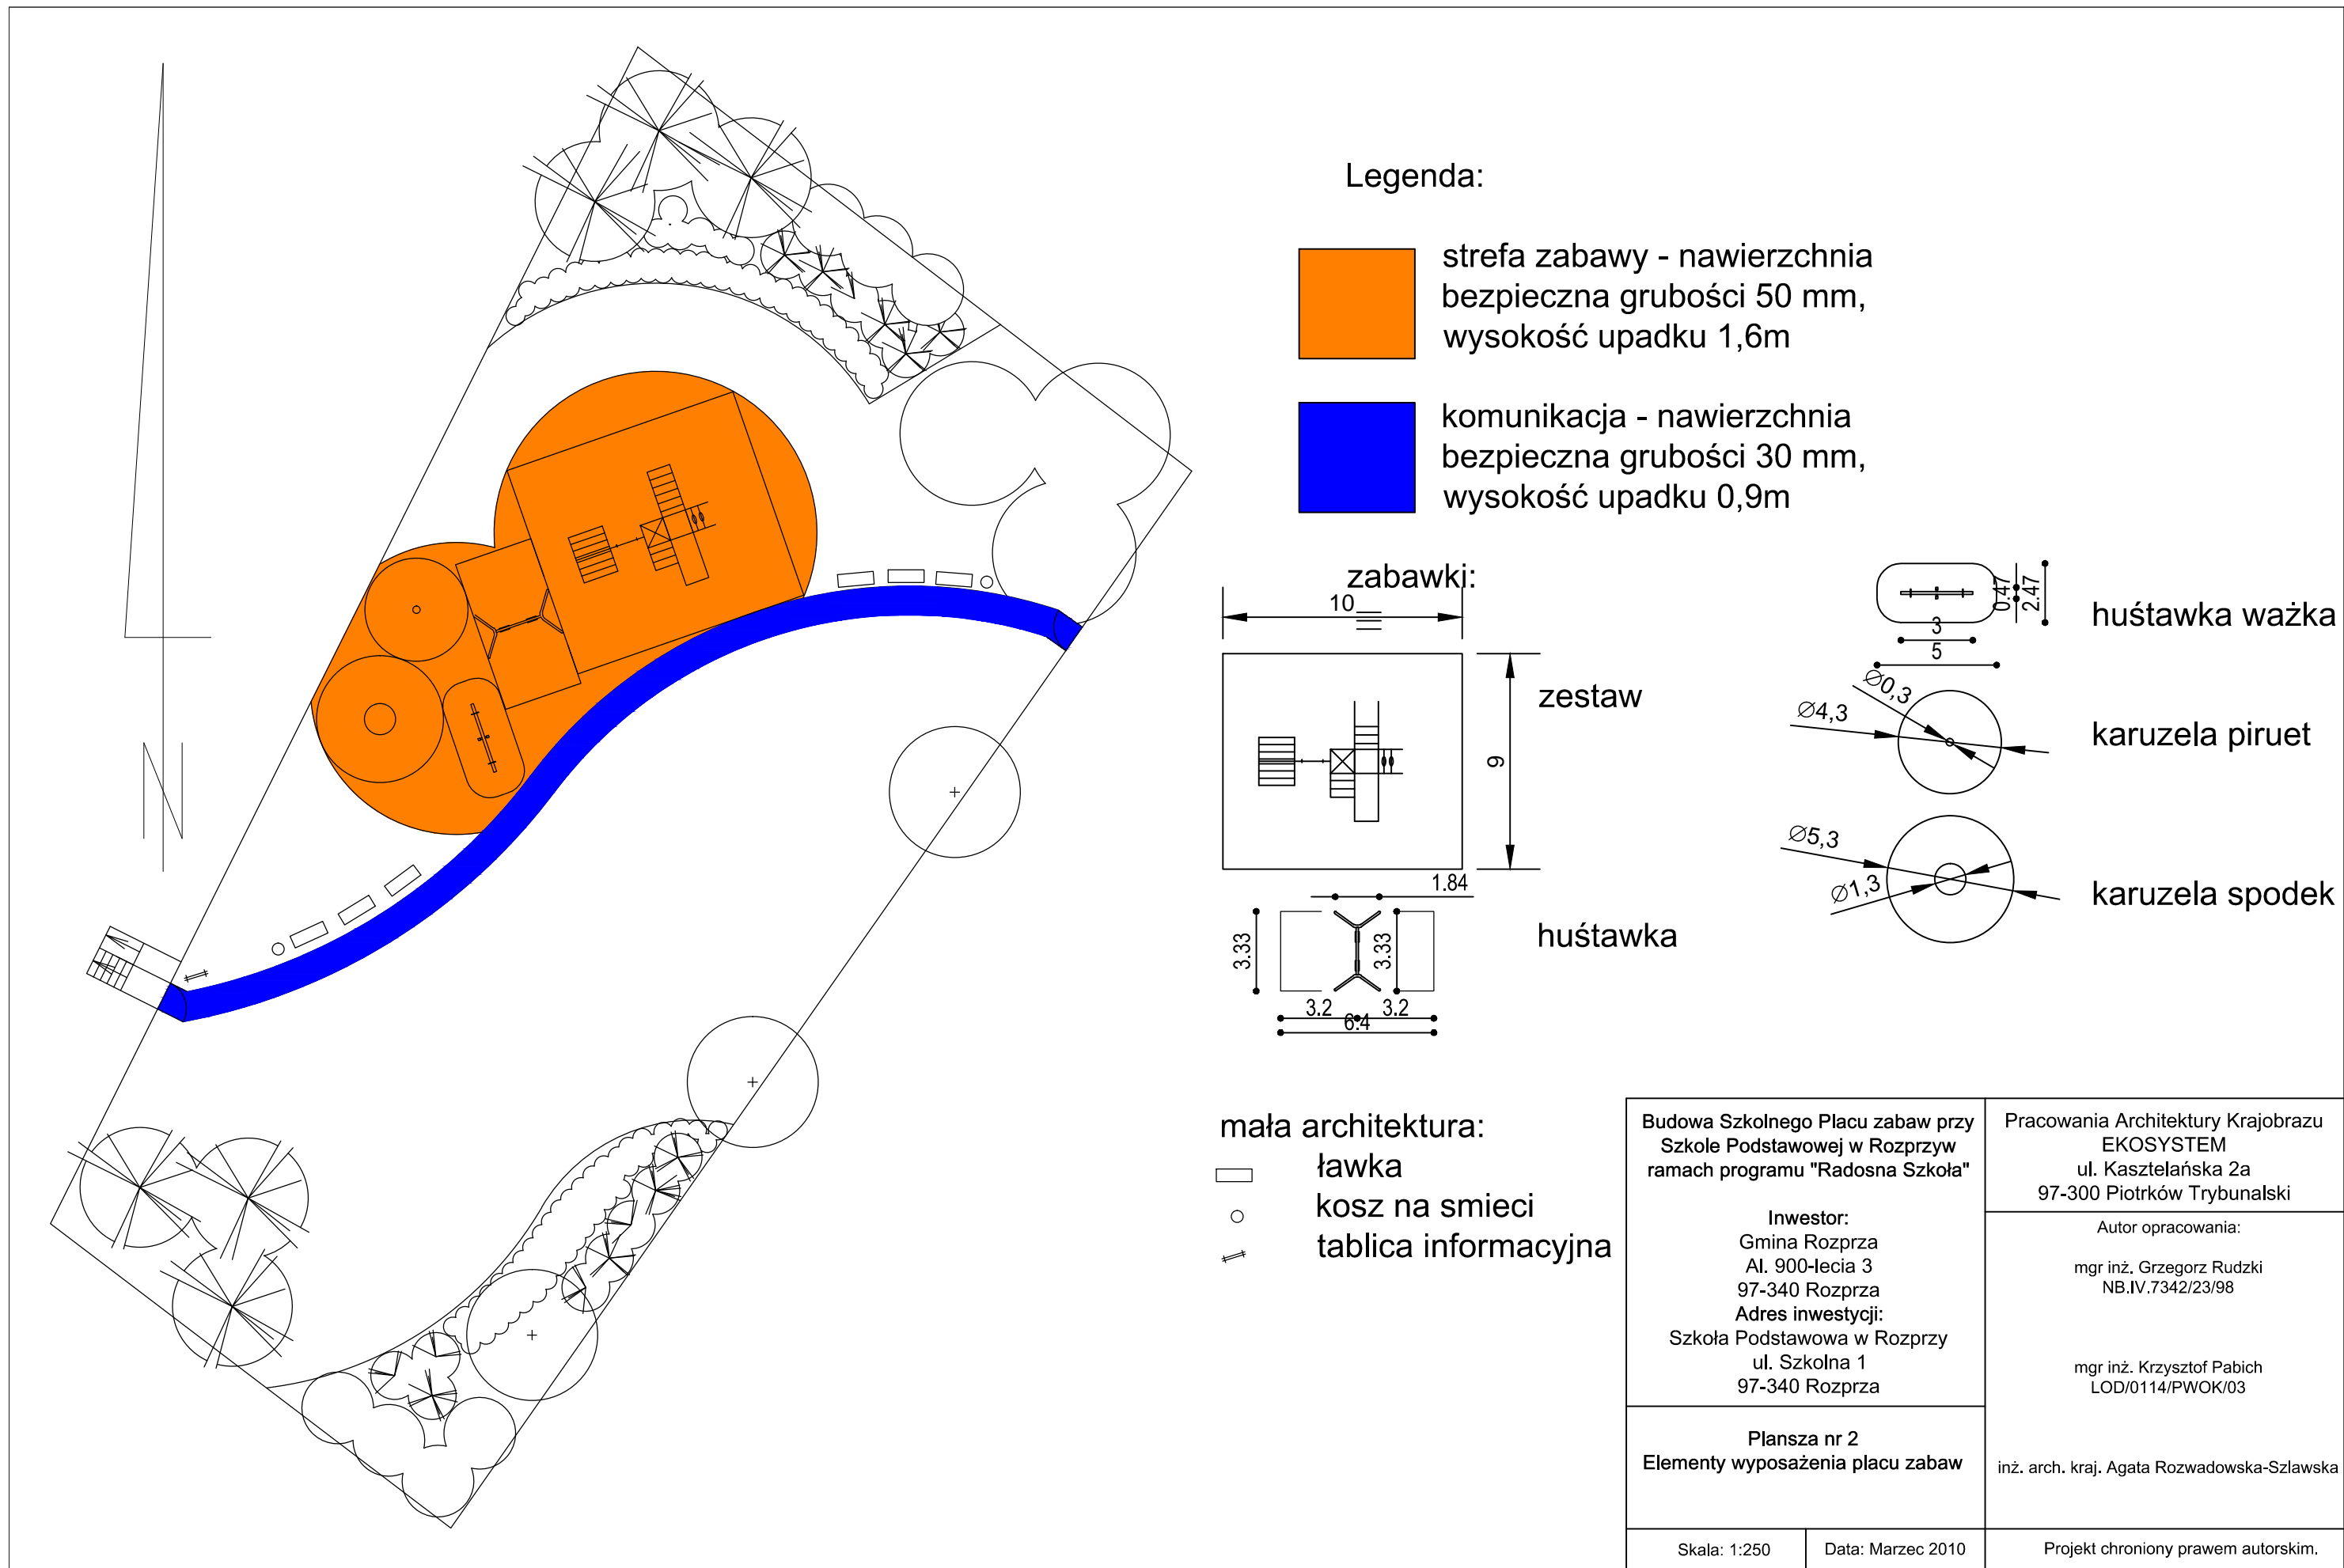 N
Legenda:
strefa zabawy - nawierzchnia
bezpieczna grubości 50 mm,
wysokość upadku 1,6m
komunikacja - nawierzchnia
bezpieczna grubości 30 mm,
wysokość upadku 0,9m
zabawki:
10
9
zestaw
1.84
3.33
3.33
3.2
3.2
6.4
huśtawka
0.47
2.47
3
5
huśtawka ważka
Ø0,3
Ø4,3
karuzela piruet
Ø5,3
Ø1,3
karuzela spodek
mała architektura:
ławka
kosz na smieci
tablica informacyjna
Budowa Szkolnego Placu zabaw przy
Szkole Podstawowej w Rozprzyw
ramach programu "Radosna Szkoła"
Inwestor:
Gmina Rozprza
Al. 900-lecia 3
97-340 Rozprza
Adres inwestycji:
Szkoła Podstawowa w Rozprzy
ul. Szkolna 1
97-340 Rozprza
Plansza nr 2
Elementy wyposażenia placu zabaw
Skala: 1:250
Data: Marzec 2010
Pracowania Architektury Krajobrazu
EKOSYSTEM
ul. Kasztelańska 2a
97-300 Piotrków Trybunalski
Autor opracowania:
mgr inż. Grzegorz Rudzki
NB.IV.7342/23/98
mgr inż. Krzysztof Pabich
LOD/0114/PWOK/03
inż. arch. kraj. Agata Rozwadowska-Szlawska
Projekt chroniony prawem autorskim.